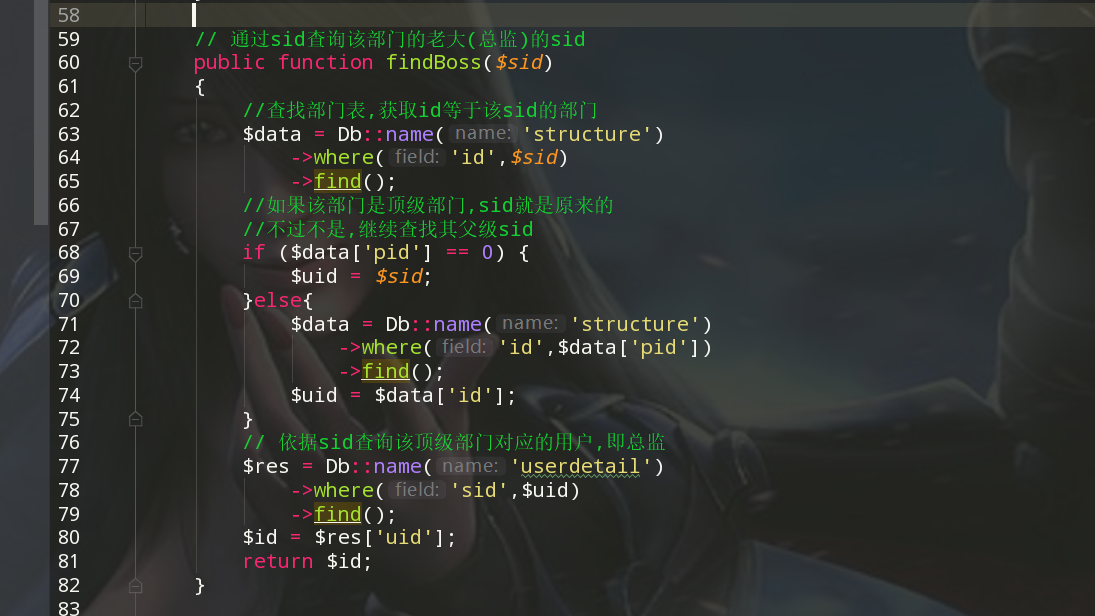 58
59 // 通过sid查询该部门的老大(总监)的sid
60 public function findBoss($sid)
61 {
62 //查找部门表,获取id等于该sid的部门
63 $data = Db::name( name: 'structure')
64 ->where( field: 'id',$sid)
65 ->find();
66 //如果该部门是顶级部门,sid就是原来的
67 //不过不是,继续查找其父级sid
68 if ($data['pid'] == 0) {
69 $uid = $sid;
70 }else{
71 $data = Db::name( name: 'structure')
72 ->where( field: 'id',$data['pid'])
73 ->find();
74 $uid = $data['id'];
75 }
76 // 依据sid查询该顶级部门对应的用户,即总监
77 $res = Db::name( name: 'userdetail')
78 ->where( field: 'sid',$uid)
79 ->find();
80 $id = $res['uid'];
81 return $id;
82 }
83